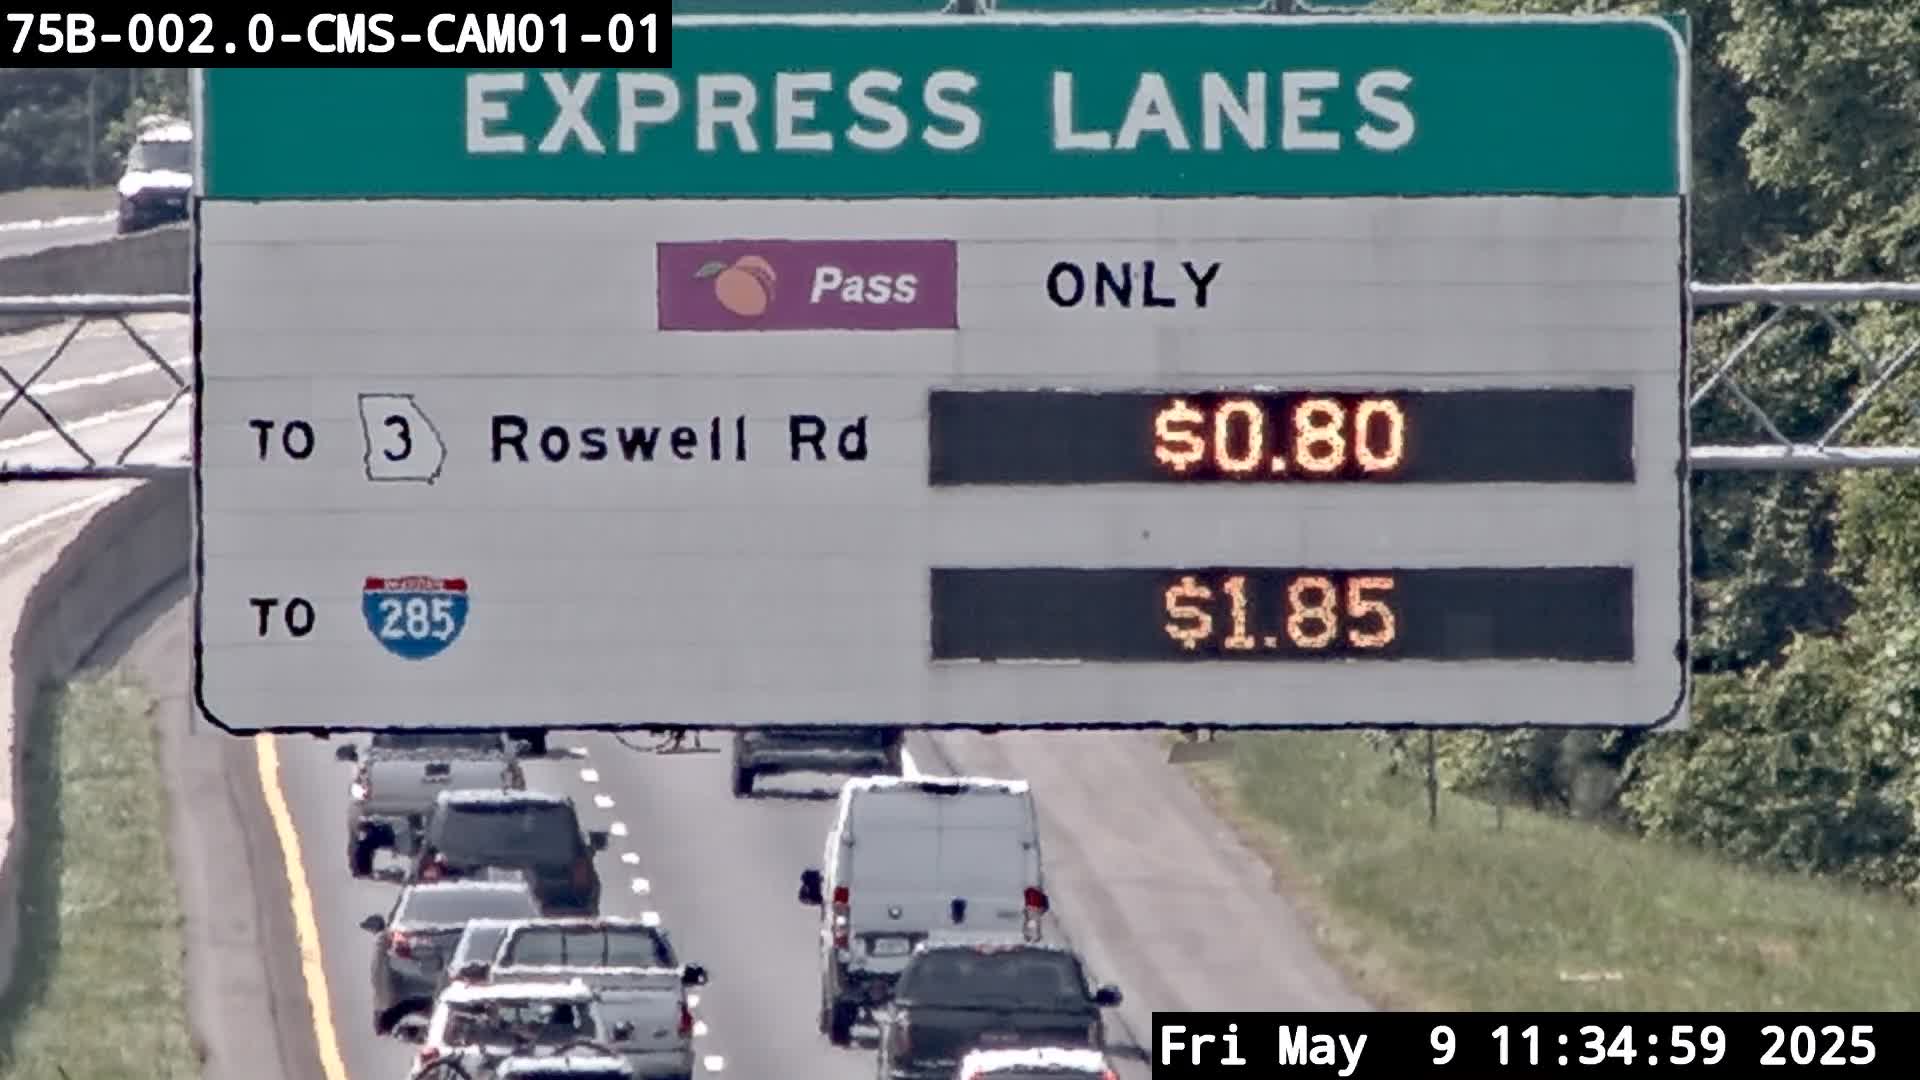 75B-002.0-CMS-CAM01-01
EXPRESS LANES
Pass ONLY
TO 3 Roswell Rd $0.80
TO 285 $1.85
Fri May 9 11:34:59 2025